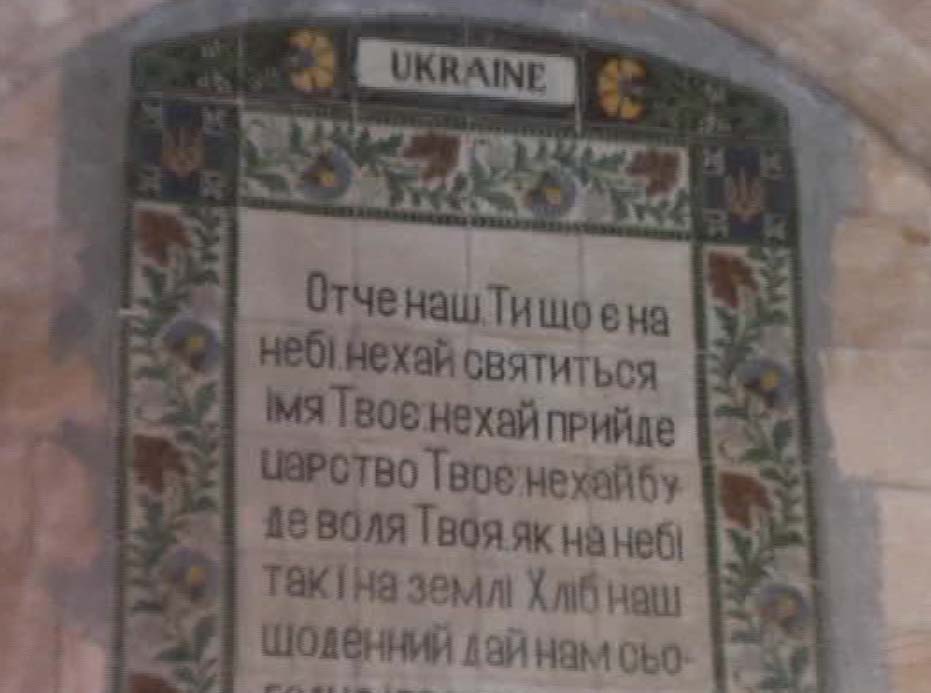 UKRAINE
Отче наш, Ти що є на
небі, нехай святиться
імя Твоє, нехай прийде
царство Твоє, нехай бу-
де воля Твоя, як на небі
так і на землі Хліб наш
щоденний дай нам сьо-